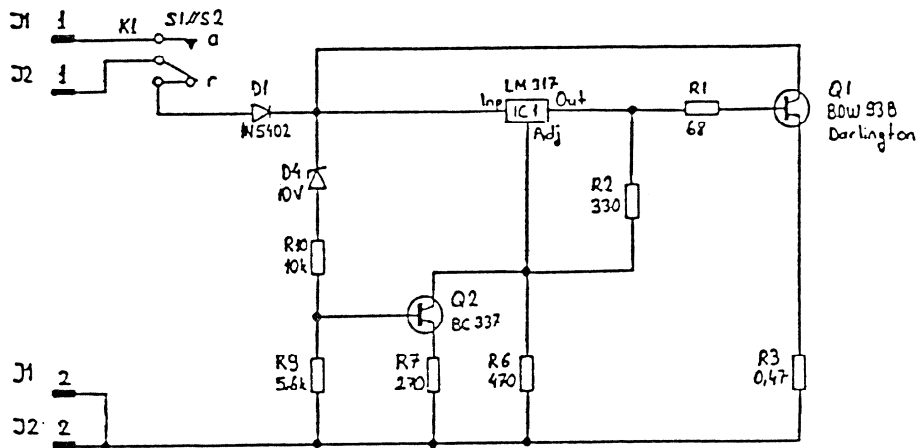 J1 1 K1 S1//S2
a
J2 1
r
D1
1N5402
LM317
Inp IC1 Out
Adj
R1
68
Q1
BDW 93B
Darlington
D4
10V
R2
330
R10
10k
Q2
BC 337
R9
5.6k
R7
270
R6
470
R3
0,47
J1 2
J2 2